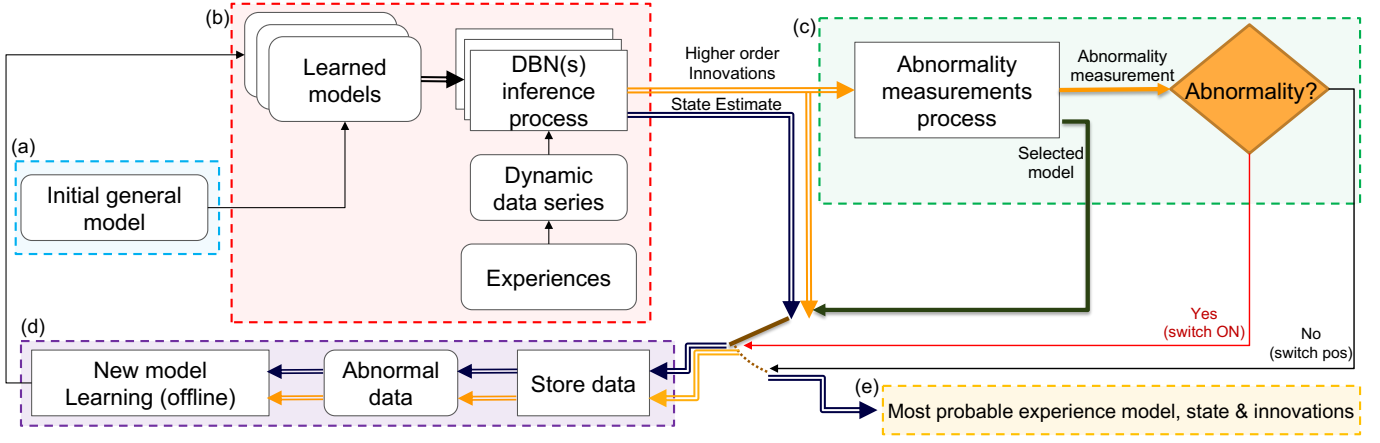 (a)
Initial general
model
(b)
Learned
models
DBN(s)
inference
process
Dynamic
data series
Experiences
Higher order
Innovations
State Estimate
(c)
Abnormality
measurements
process
Abnormality
measurement
Abnormality?
Selected
model
Yes
(switch ON)
No
(switch pos)
(d)
New model
Learning (offline)
Abnormal
data
Store data
(e)
Most probable experience model, state & innovations